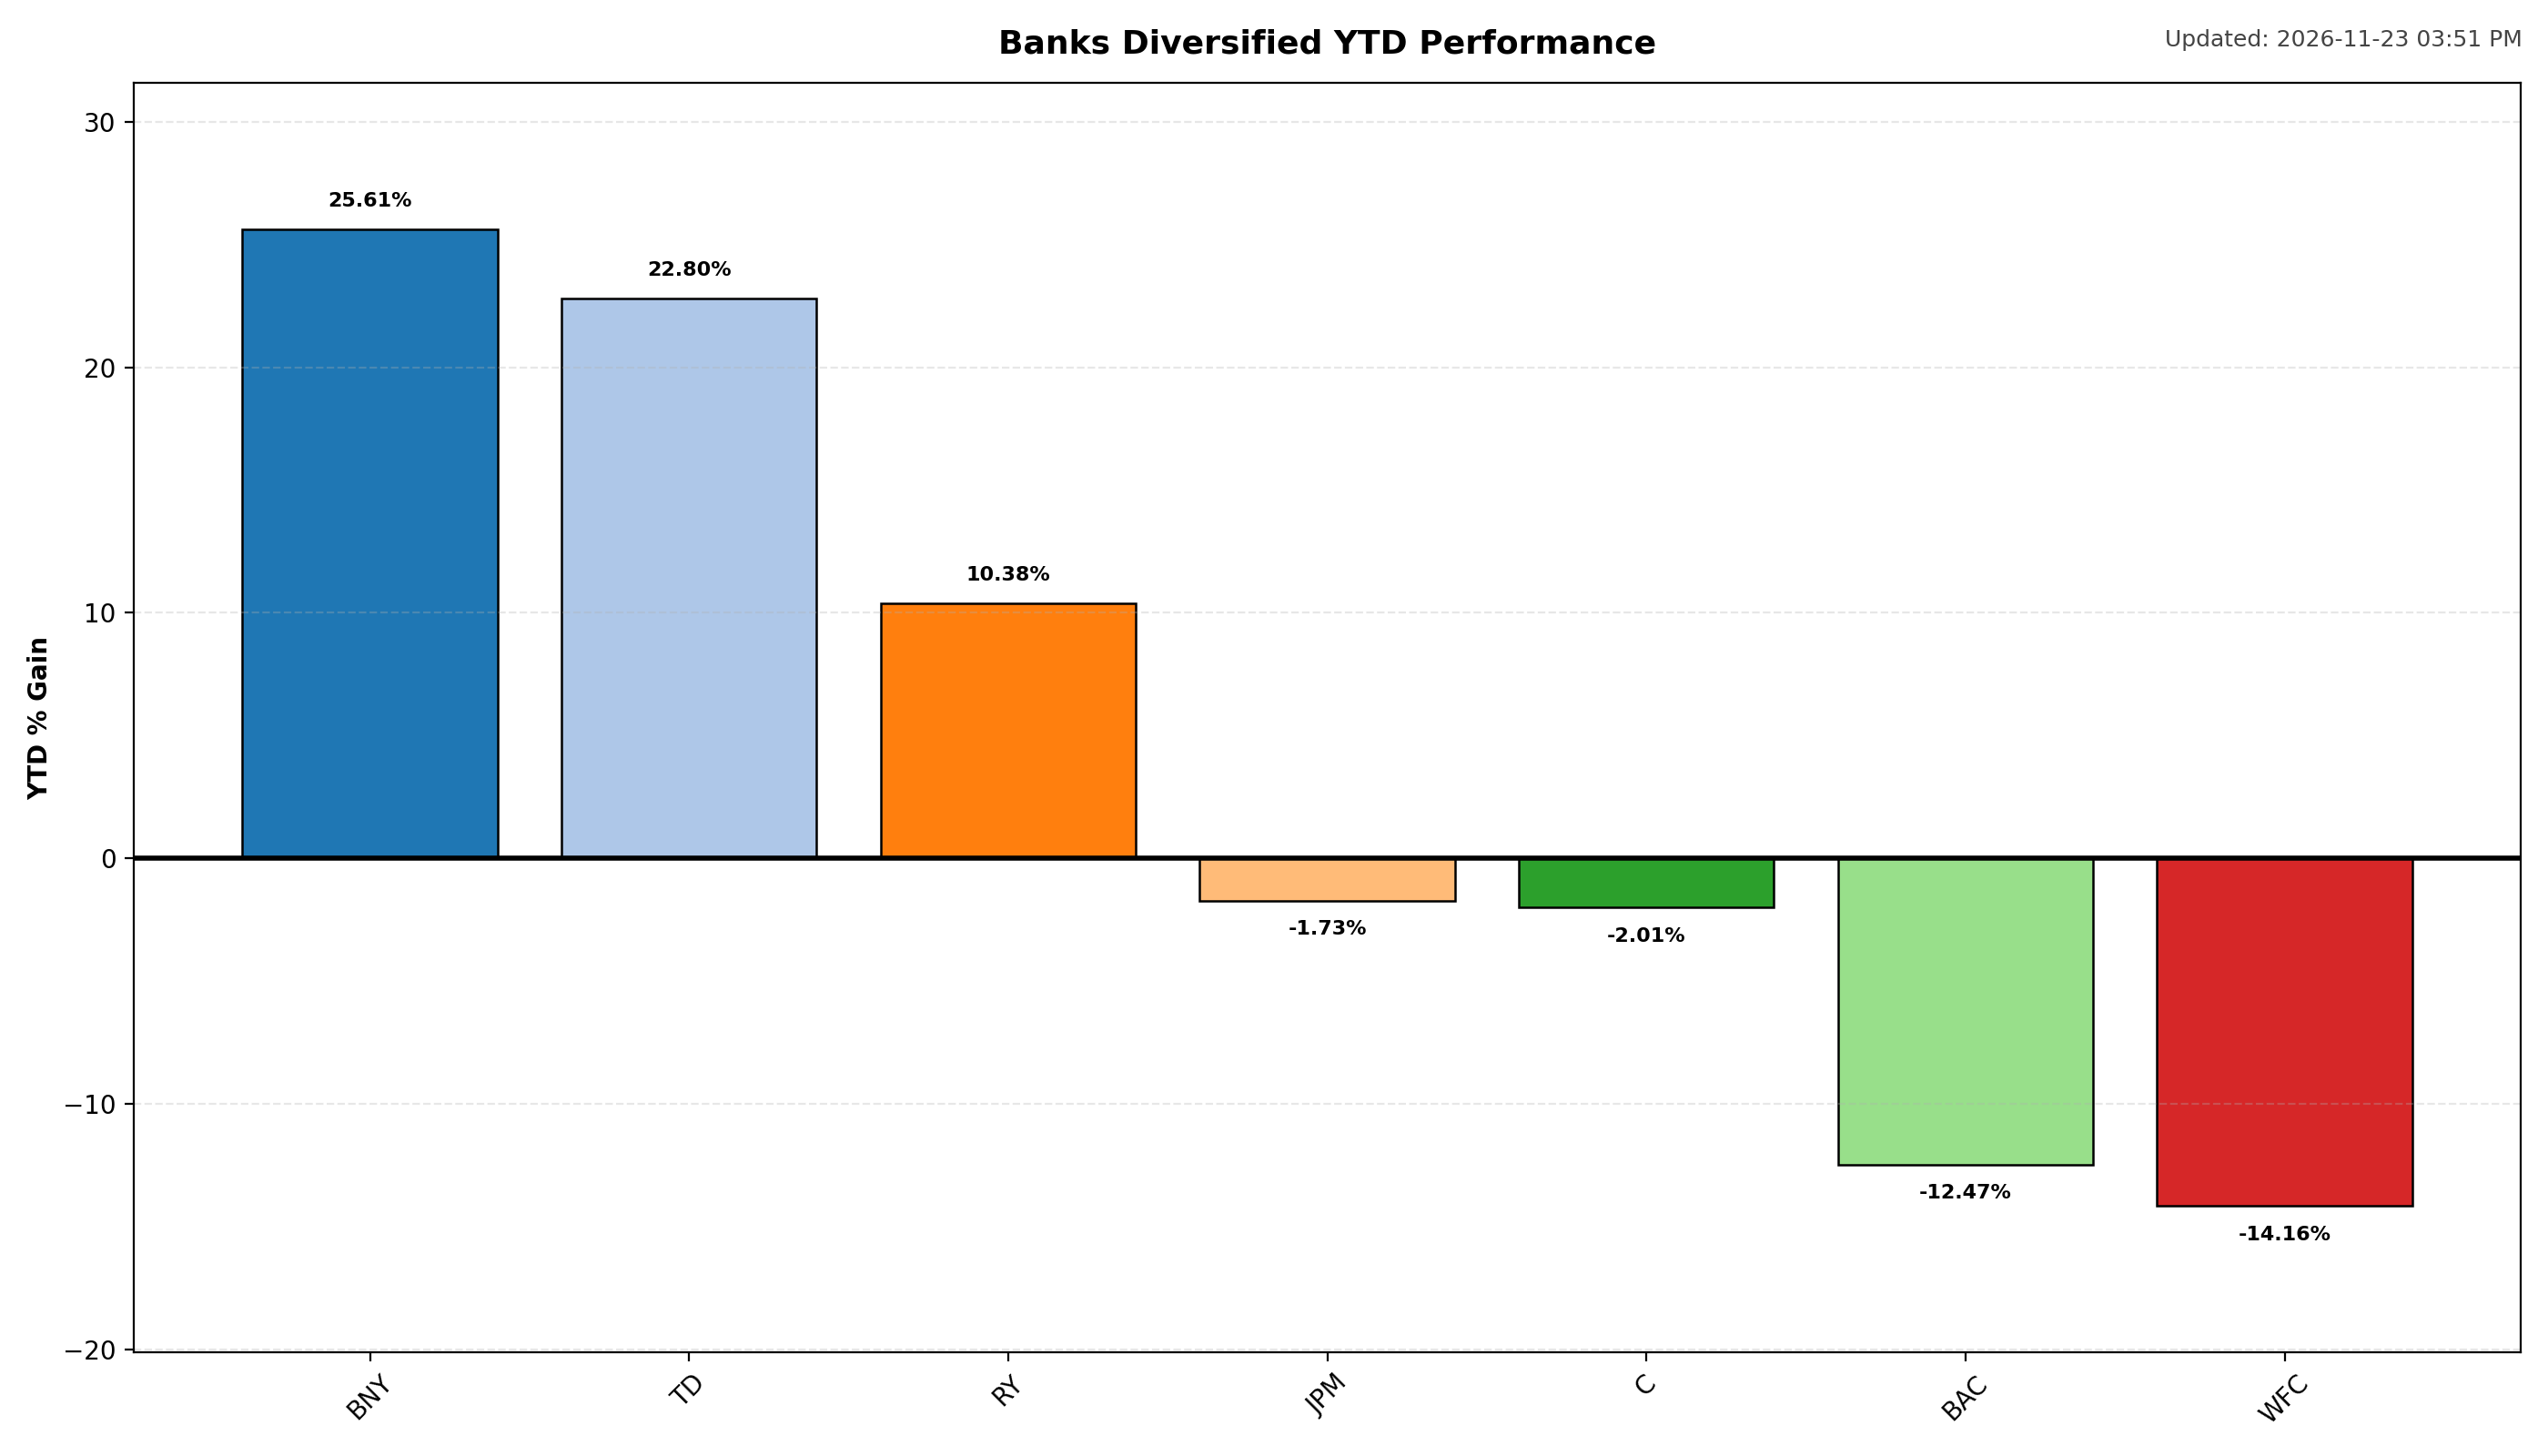 Banks Diversified YTD Performance
Updated: 2026-11-23 03:51 PM
YTD % Gain
30
20
10
0
−10
−20
25.61%
22.80%
10.38%
-1.73%
-2.01%
-12.47%
-14.16%
BNY
TD
RY
JPM
C
BAC
WFC